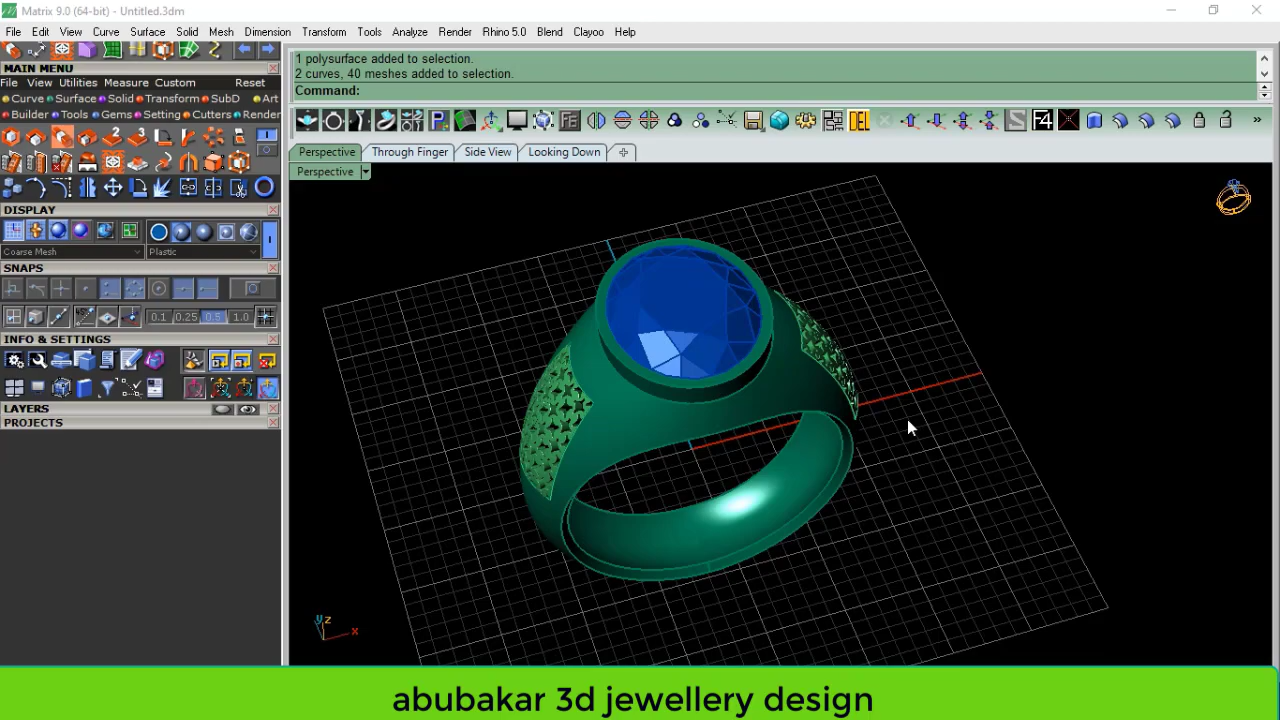 Matrix 9.0 (64-bit) - Untitled.3dm
File Edit View Curve Surface Solid Mesh Dimension Transform Tools Analyze Render Rhino 5.0 Blend Clayoo Help
1 polysurface added to selection.
2 curves, 40 meshes added to selection.
Command:
MAIN MENU
File View Utilities Measure Custom Reset
Curve Surface Solid Transform SubD Art
Builder Tools Gems Setting Cutters Render
DISPLAY
Coarse Mesh Plastic
SNAPS
0.1 0.25 0.5 1.0
INFO & SETTINGS
LAYERS
PROJECTS
DEL F4
Perspective Through Finger Side View Looking Down
Perspective
y z x
abubakar 3d jewellery design